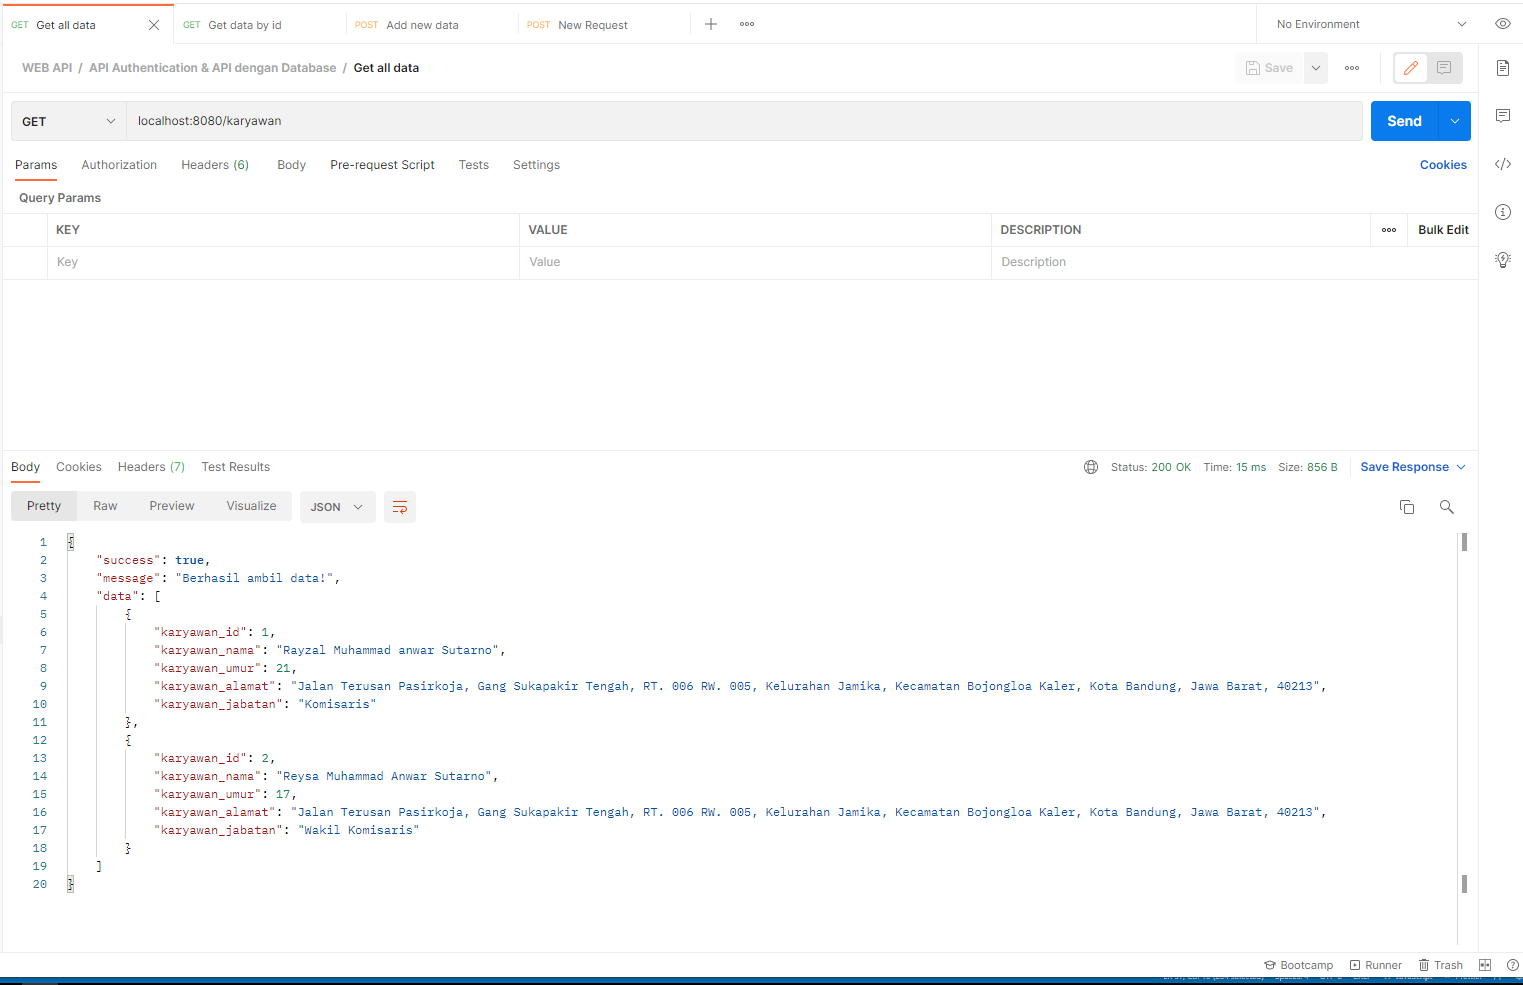 GET Get all data GET Get data by id POST Add new data POST New Request No Environment
WEB API / API Authentication & API dengan Database / Get all data Save
GET localhost:8080/karyawan Send
Params Authorization Headers (6) Body Pre-request Script Tests Settings Cookies
Query Params
KEY VALUE DESCRIPTION Bulk Edit
Key Value Description
Body Cookies Headers (7) Test Results Status: 200 OK Time: 15 ms Size: 856 B Save Response
Pretty Raw Preview Visualize JSON
1 {
2 "success": true,
3 "message": "Berhasil ambil data!",
4 "data": [
5 {
6 "karyawan_id": 1,
7 "karyawan_nama": "Rayzal Muhammad anwar Sutarno",
8 "karyawan_umur": 21,
9 "karyawan_alamat": "Jalan Terusan Pasirkoja, Gang Sukapakir Tengah, RT. 006 RW. 005, Kelurahan Jamika, Kecamatan Bojongloa Kaler, Kota Bandung, Jawa Barat, 40213",
10 "karyawan_jabatan": "Komisaris"
11 },
12 {
13 "karyawan_id": 2,
14 "karyawan_nama": "Reysa Muhammad Anwar Sutarno",
15 "karyawan_umur": 17,
16 "karyawan_alamat": "Jalan Terusan Pasirkoja, Gang Sukapakir Tengah, RT. 006 RW. 005, Kelurahan Jamika, Kecamatan Bojongloa Kaler, Kota Bandung, Jawa Barat, 40213",
17 "karyawan_jabatan": "Wakil Komisaris"
18 }
19 ]
20 }
Bootcamp Runner Trash